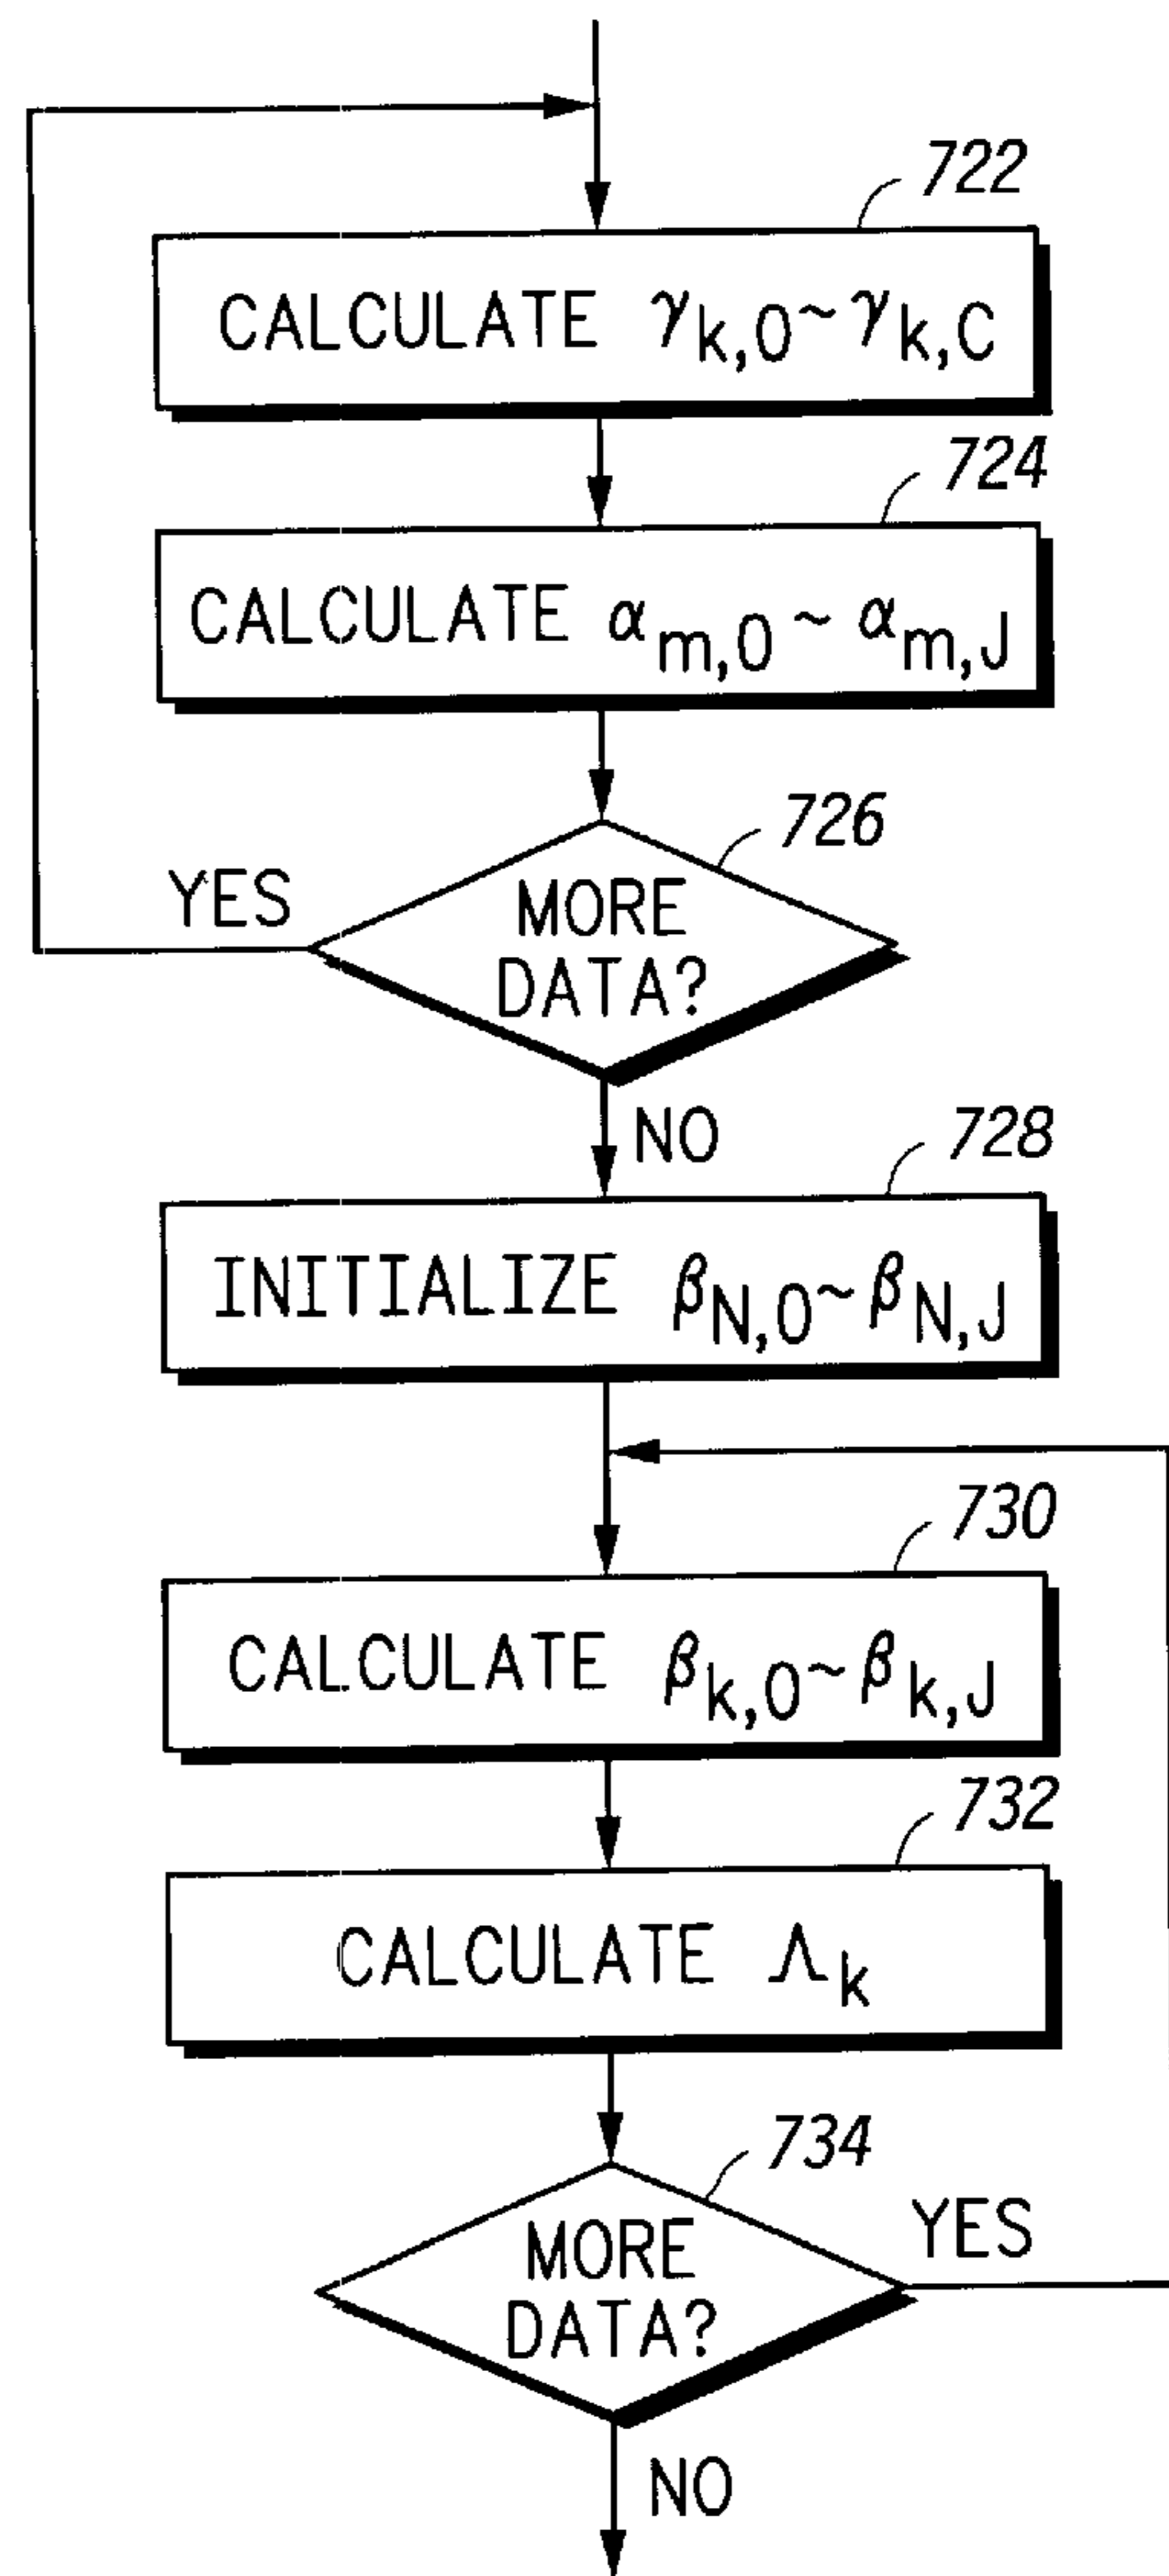 722
CALCULATE γk,0~γk,C
724
CALCULATE αm,0~αm,J
726
YES
MORE
DATA?
NO
728
INITIALIZE βN,0~βN,J
730
CALCULATE βk,0~βk,J
732
CALCULATE Λk
734
YES
MORE
DATA?
NO